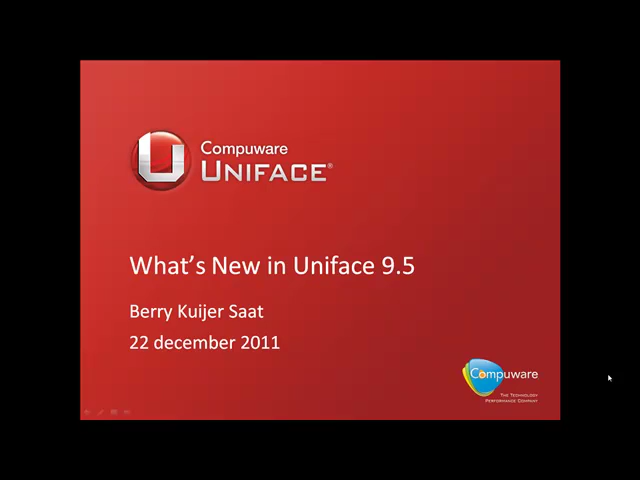 Compuware
UNIFACE®
What's New in Uniface 9.5
Berry Kuijer Saat
22 december 2011
Compuware
THE TECHNOLOGY
PERFORMANCE COMPANY